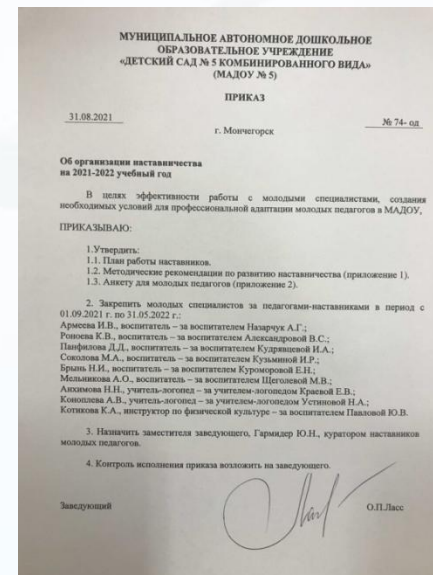 МУНИЦИПАЛЬНОЕ АВТОНОМНОЕ ДОШКОЛЬНОЕ
ОБРАЗОВАТЕЛЬНОЕ УЧРЕЖДЕНИЕ
«ДЕТСКИЙ САД № 5 КОМБИНИРОВАННОГО ВИДА»
(МАДОУ № 5)
ПРИКАЗ
31.08.2021
№ 74- од
г. Мончегорск
Об организации наставничества
на 2021-2022 учебный год
В целях эффективности работы с молодыми специалистами, создания
необходимых условий для профессиональной адаптации молодых педагогов в МАДОУ,
ПРИКАЗЫВАЮ:
1.Утвердить:
1.1. План работы наставников.
1.2. Методические рекомендации по развитию наставничества (приложение 1).
1.3. Анкету для молодых педагогов (приложение 2).
2. Закрепить молодых специалистов за педагогами-наставниками в период с
01.09.2021 г. по 31.05.2022 г.:
Армеева И.В., воспитатель – за воспитателем Назарчук А.Г.;
Роноева К.В., воспитатель – за воспитателем Александровой В.С.;
Панфилова Д.Д., воспитатель – за воспитателем Кудрявцевой И.А.;
Соколова М.А., воспитатель – за воспитателем Кузьминой И.Р.;
Брынь Н.И., воспитатель – за воспитателем Куроморовой Е.Н.;
Мельникова А.О., воспитатель – за воспитателем Щеголевой М.В.;
Анхимова Н.Н., учитель-логопед – за учителем-логопедом Краевой Е.В.;
Коноплева А.В., учитель-логопед – за учителем-логопедом Устиновой Н.А.;
Котикова К.А., инструктор по физической культуре – за воспитателем Павловой Ю.В.
3. Назначить заместителя заведующего, Гармидер Ю.Н., куратором наставников
молодых педагогов.
4. Контроль исполнения приказа возложить на заведующего.
Заведующий
О.П.Ласс